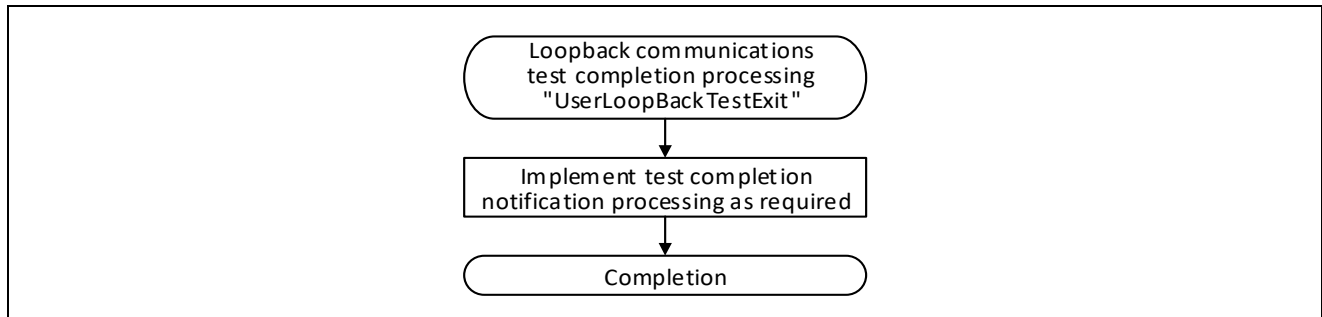 Loopback communications
test completion processing
"UserLoopBackTestExit"
Implement test completion
notification processing as required
Completion